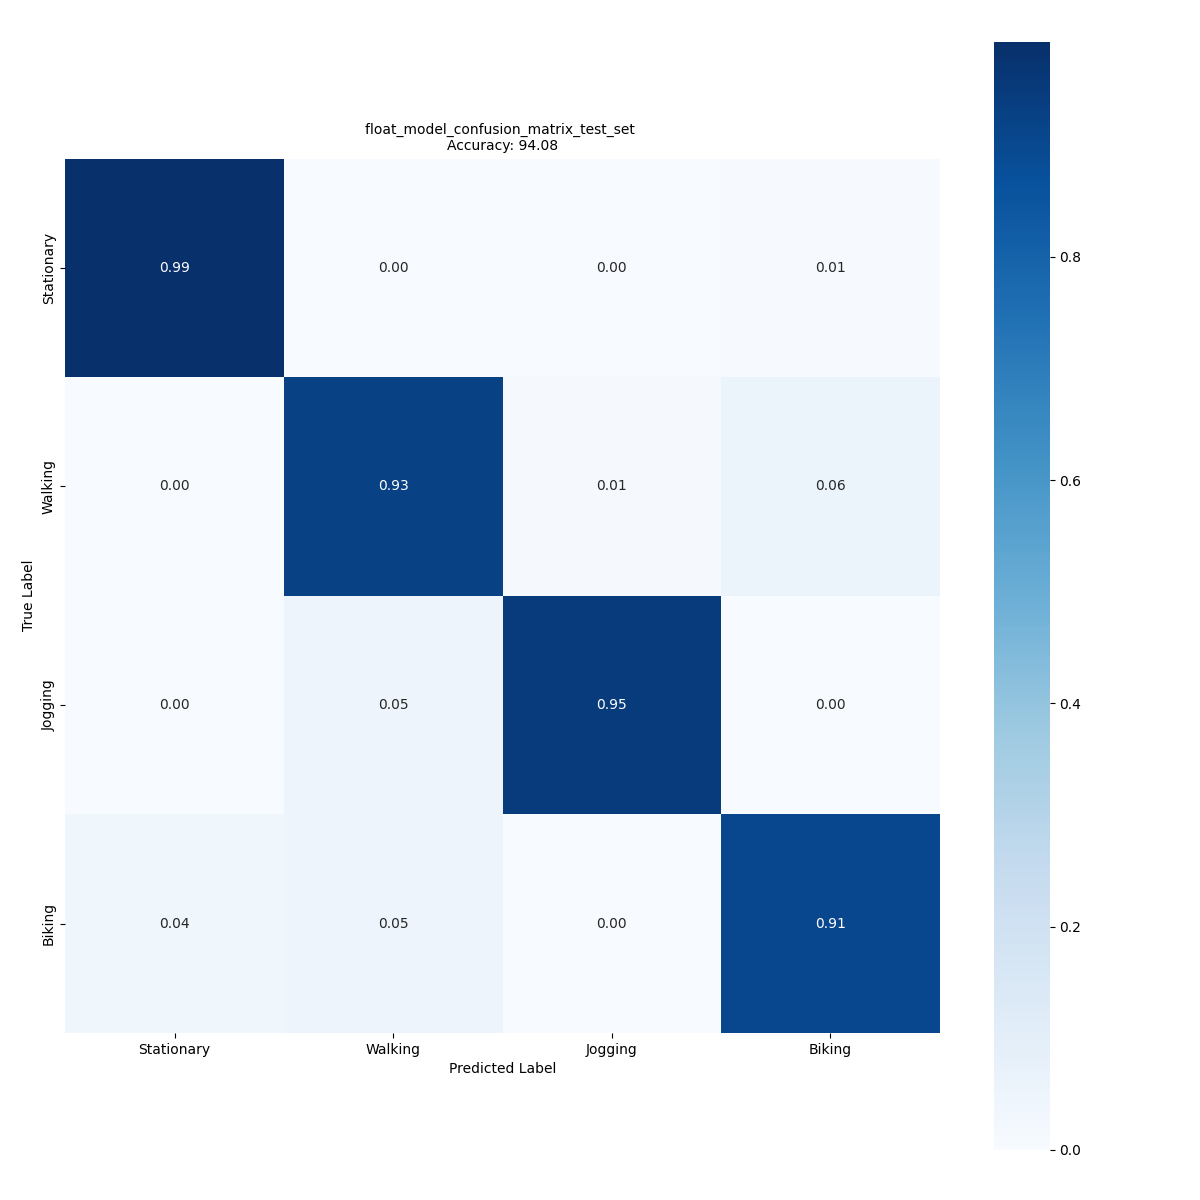 float_model_confusion_matrix_test_set
Accuracy: 94.08
True Label
Stationary
0.99 0.00 0.00 0.01
Walking
0.00 0.93 0.01 0.06
Jogging
0.00 0.05 0.95 0.00
Biking
0.04 0.05 0.00 0.91
Stationary Walking Jogging Biking
Predicted Label
0.8
0.6
0.4
0.2
0.0